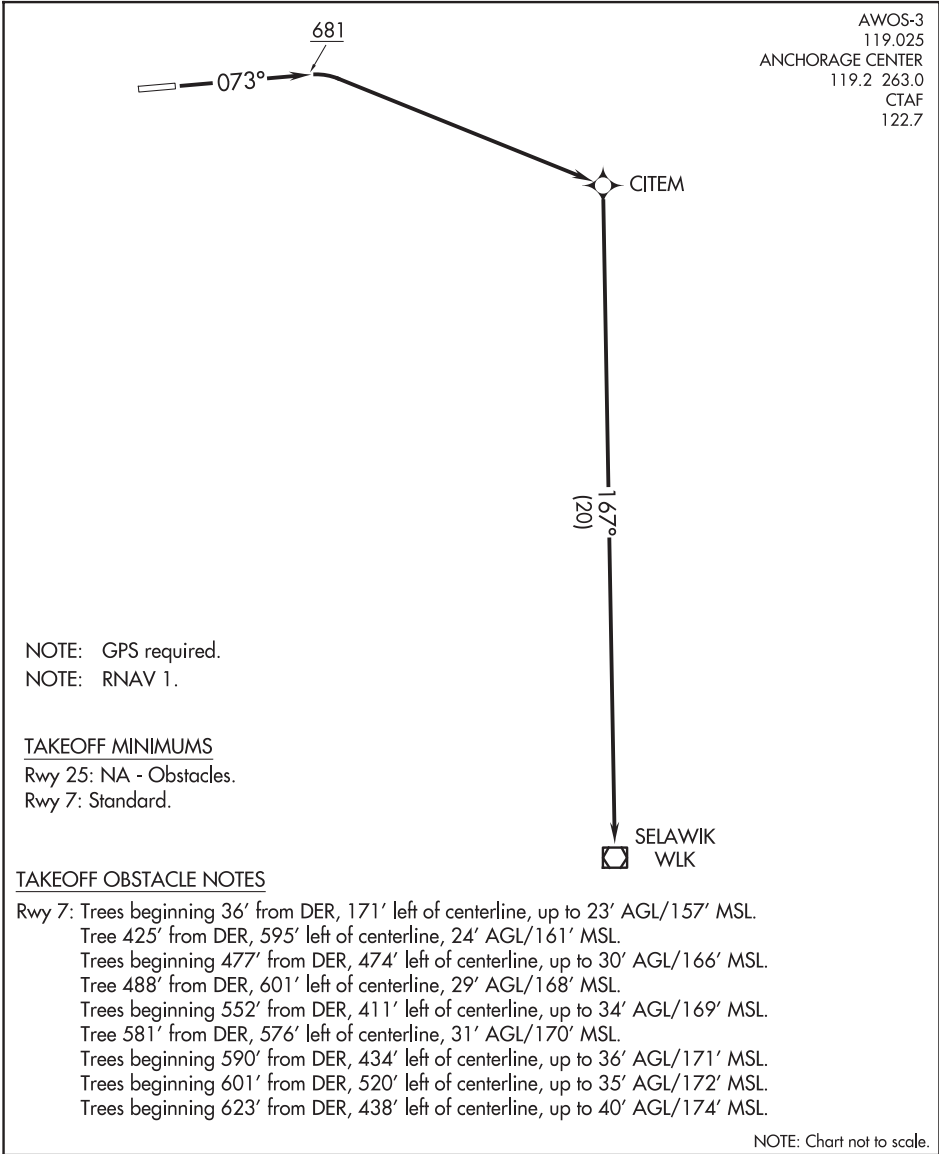 AWOS-3
119.025
ANCHORAGE CENTER
119.2 263.0
CTAF
122.7
681
073°
CITEM
167°
(20)
SELAWIK
WLK
NOTE: GPS required.
NOTE: RNAV 1.
TAKEOFF MINIMUMS
Rwy 25: NA - Obstacles.
Rwy 7: Standard.
TAKEOFF OBSTACLE NOTES
Rwy 7: Trees beginning 36′ from DER, 171′ left of centerline, up to 23′ AGL/157′ MSL.
Tree 425′ from DER, 595′ left of centerline, 24′ AGL/161′ MSL.
Trees beginning 477′ from DER, 474′ left of centerline, up to 30′ AGL/166′ MSL.
Tree 488′ from DER, 601′ left of centerline, 29′ AGL/168′ MSL.
Trees beginning 552′ from DER, 411′ left of centerline, up to 34′ AGL/169′ MSL.
Tree 581′ from DER, 576′ left of centerline, 31′ AGL/170′ MSL.
Trees beginning 590′ from DER, 434′ left of centerline, up to 36′ AGL/171′ MSL.
Trees beginning 601′ from DER, 520′ left of centerline, up to 35′ AGL/172′ MSL.
Trees beginning 623′ from DER, 438′ left of centerline, up to 40′ AGL/174′ MSL.
NOTE: Chart not to scale.